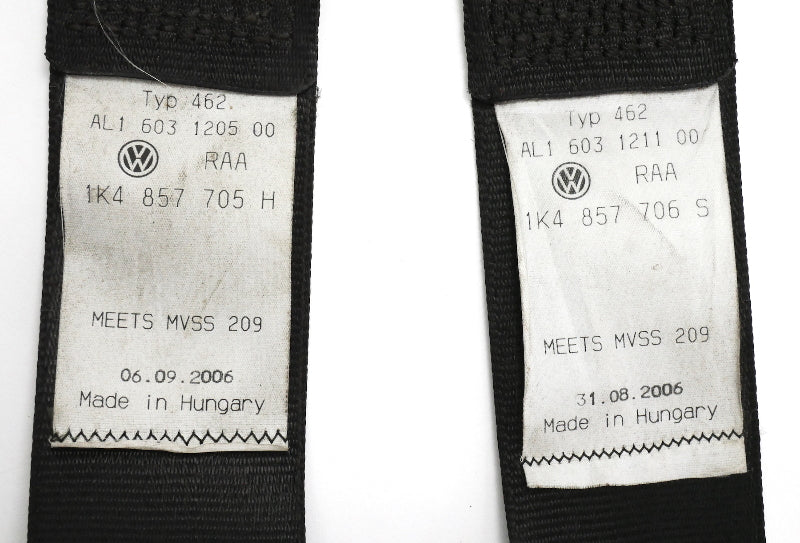 Typ 462.
AL1 603 1205 00
VW RAA
1K4 857 705 H
MEETS MVSS 209
06.09.2006
Made in Hungary
Typ 462
AL1 603 1211 00
VW RAA
1K4 857 706 S
MEETS MVSS 209
31.08.2006
Made in Hungary